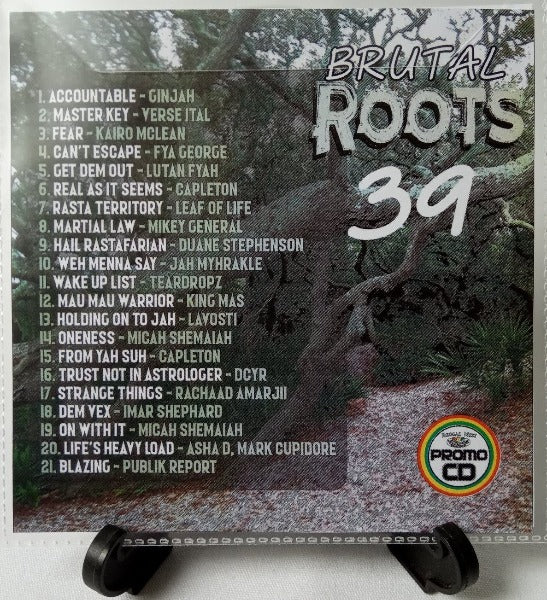 BRUTAL
ROOTS
39
1. ACCOUNTABLE - GINJAH
2. MASTER KEY - VERSE ITAL
3. FEAR - KAIRO MCLEAN
4. CAN'T ESCAPE - FYA GEORGE
5. GET DEM OUT - LUTAN FYAH
6. REAL AS IT SEEMS - CAPLETON
7. RASTA TERRITORY - LEAF OF LIFE
8. MARTIAL LAW - MIKEY GENERAL
9. HAIL RASTAFARIAN - DUANE STEPHENSON
10. WEH MENNA SAY - JAH MYHRAKLE
11. WAKE UP LIST - TEARDROPZ
12. MAU MAU WARRIOR - KING MAS
13. HOLDING ON TO JAH - LAVOSTI
14. ONENESS - MICAH SHEMAIAH
15. FROM YAH SUH - CAPLETON
16. TRUST NOT IN ASTROLOGER - DCYR
17. STRANGE THINGS - RACHAAD AMARJII
18. DEM VEX - IMAR SHEPHARD
19. ON WITH IT - MICAH SHEMAIAH
20. LIFE'S HEAVY LOAD - ASHA D, MARK CUPIDORE
21. BLAZING - PUBLIK REPORT
PROMO
CD